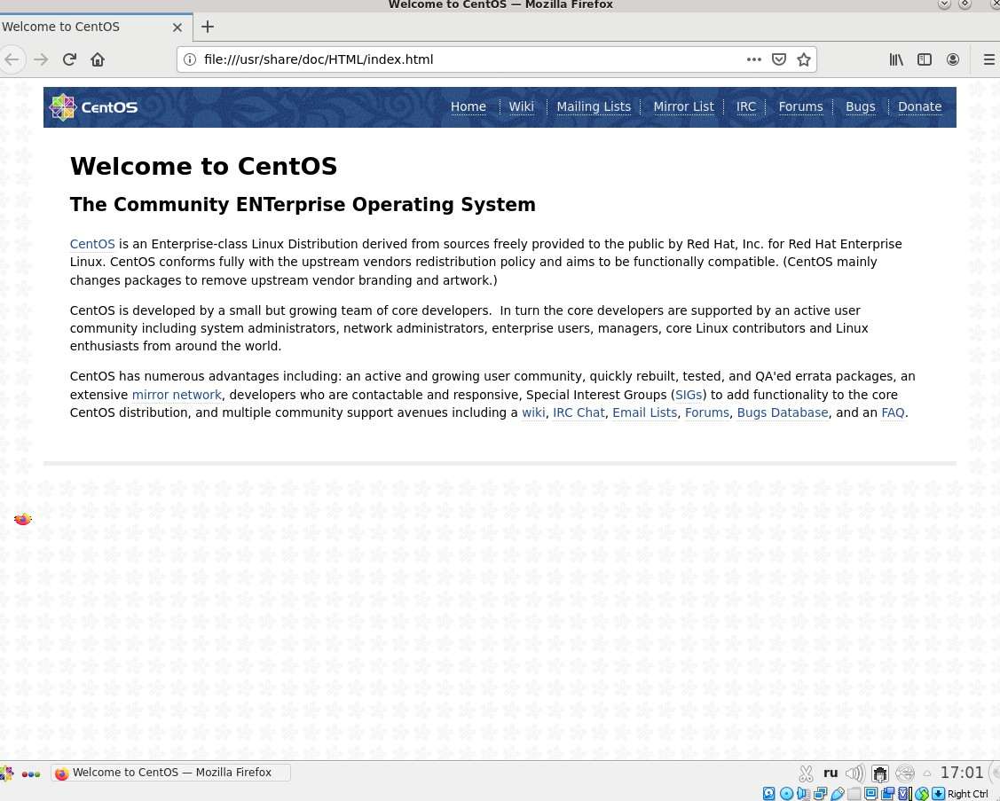 Welcome to CentOS — Mozilla Firefox
Welcome to CentOS
file:///usr/share/doc/HTML/index.html
CentOS Home Wiki Mailing Lists Mirror List IRC Forums Bugs Donate
Welcome to CentOS
The Community ENTerprise Operating System
CentOS is an Enterprise-class Linux Distribution derived from sources freely provided to the public by Red Hat, Inc. for Red Hat Enterprise
Linux. CentOS conforms fully with the upstream vendors redistribution policy and aims to be functionally compatible. (CentOS mainly
changes packages to remove upstream vendor branding and artwork.)
CentOS is developed by a small but growing team of core developers.  In turn the core developers are supported by an active user
community including system administrators, network administrators, enterprise users, managers, core Linux contributors and Linux
enthusiasts from around the world.
CentOS has numerous advantages including: an active and growing user community, quickly rebuilt, tested, and QA'ed errata packages, an
extensive mirror network, developers who are contactable and responsive, Special Interest Groups (SIGs) to add functionality to the core
CentOS distribution, and multiple community support avenues including a wiki, IRC Chat, Email Lists, Forums, Bugs Database, and an FAQ.
Welcome to CentOS — Mozilla Firefox ru 17:01
Right Ctrl